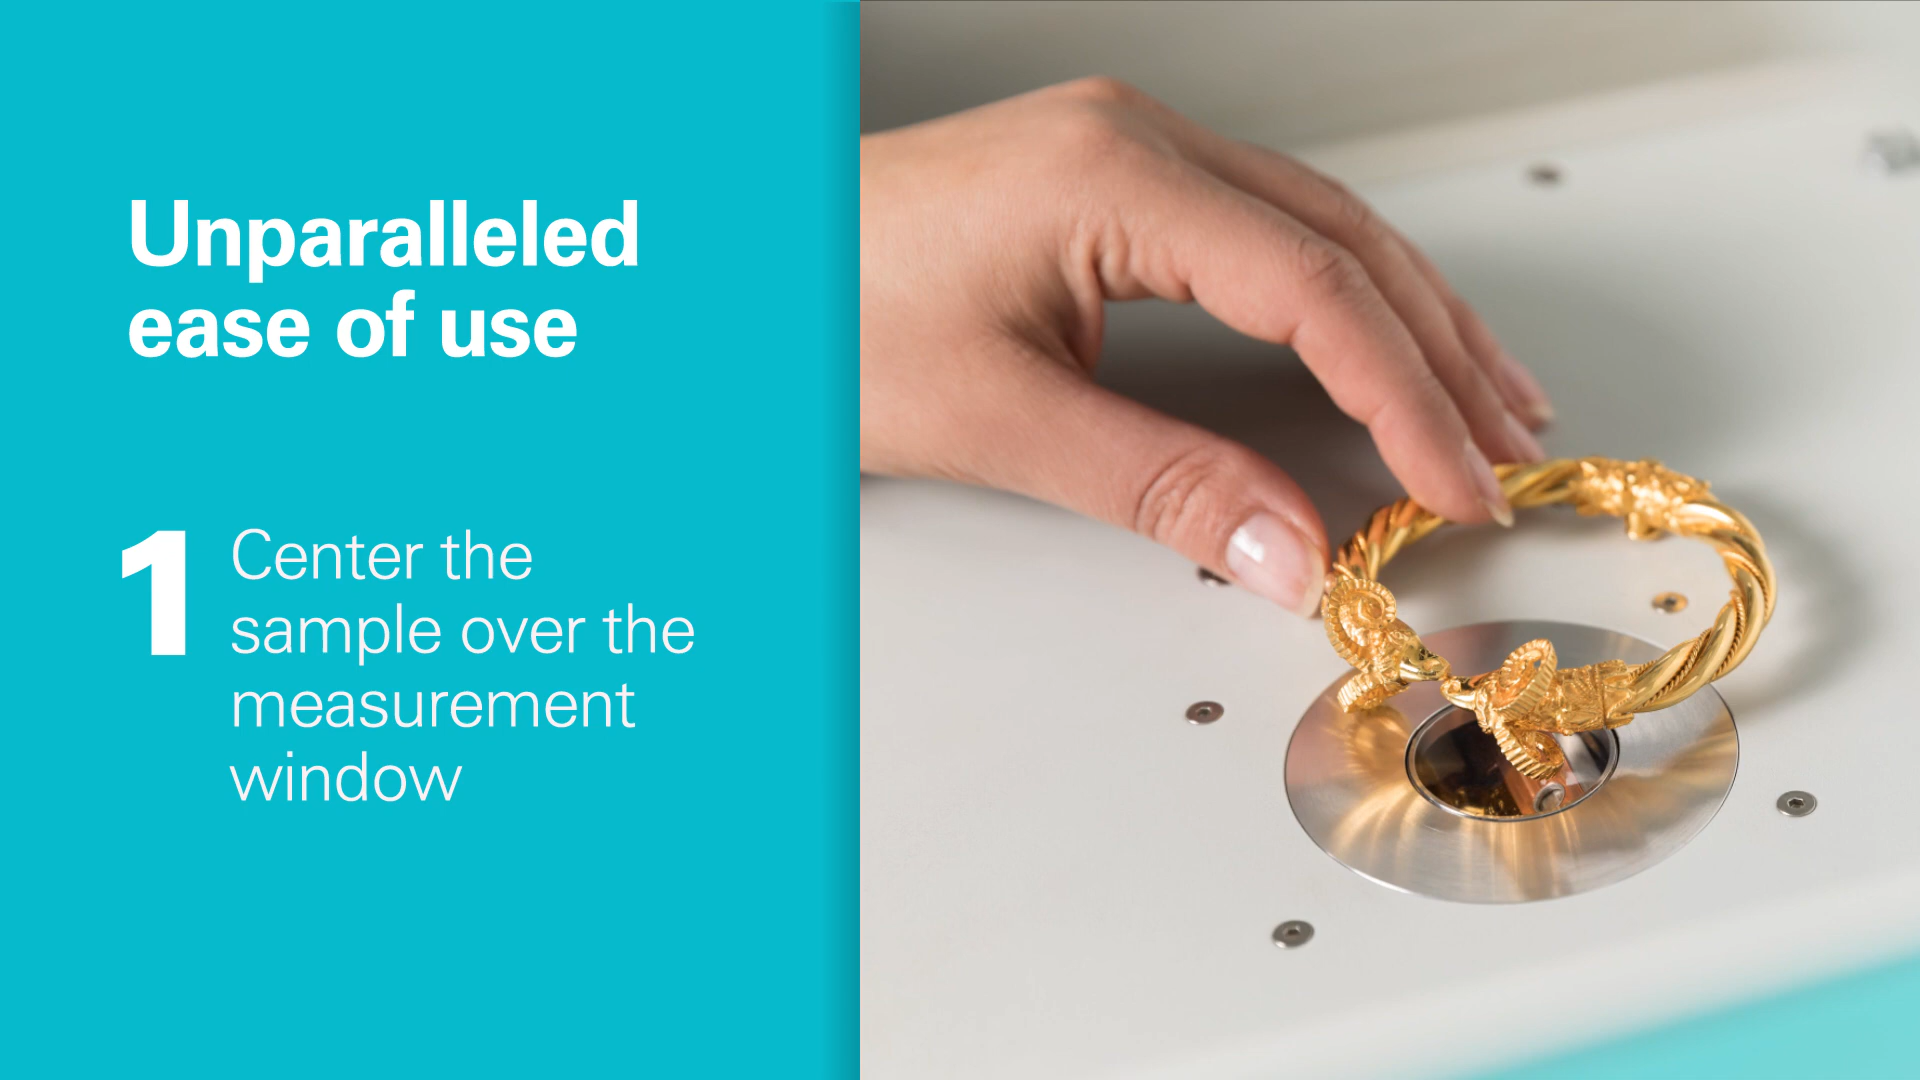 Unparalleled
ease of use
1 Center the
sample over the
measurement
window